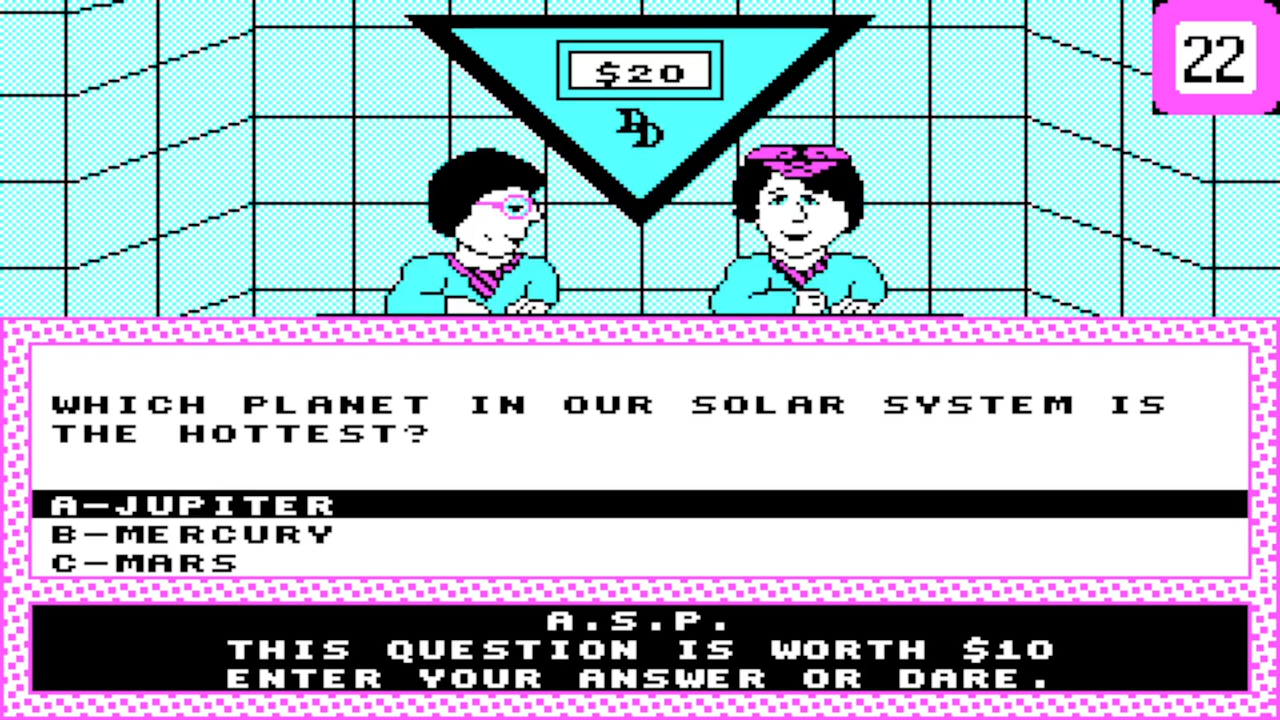 $20
DD
22
WHICH PLANET IN OUR SOLAR SYSTEM IS
THE HOTTEST?
A-JUPITER
B-MERCURY
C-MARS
A.S.P.
THIS QUESTION IS WORTH $10
ENTER YOUR ANSWER OR DARE.